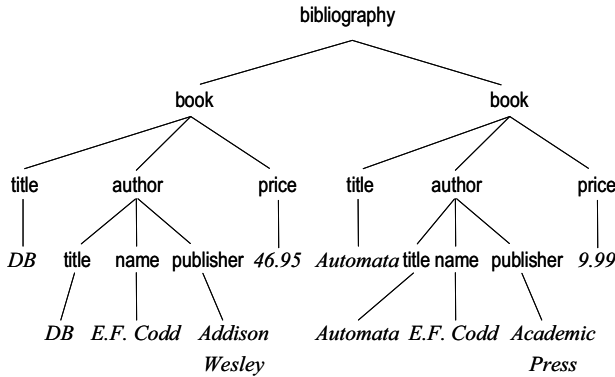 bibliography
book book
title author price title author price
DB title name publisher 46.95 Automata title name publisher 9.99
DB E.F. Codd Addison Automata E.F. Codd Academic
Wesley Press